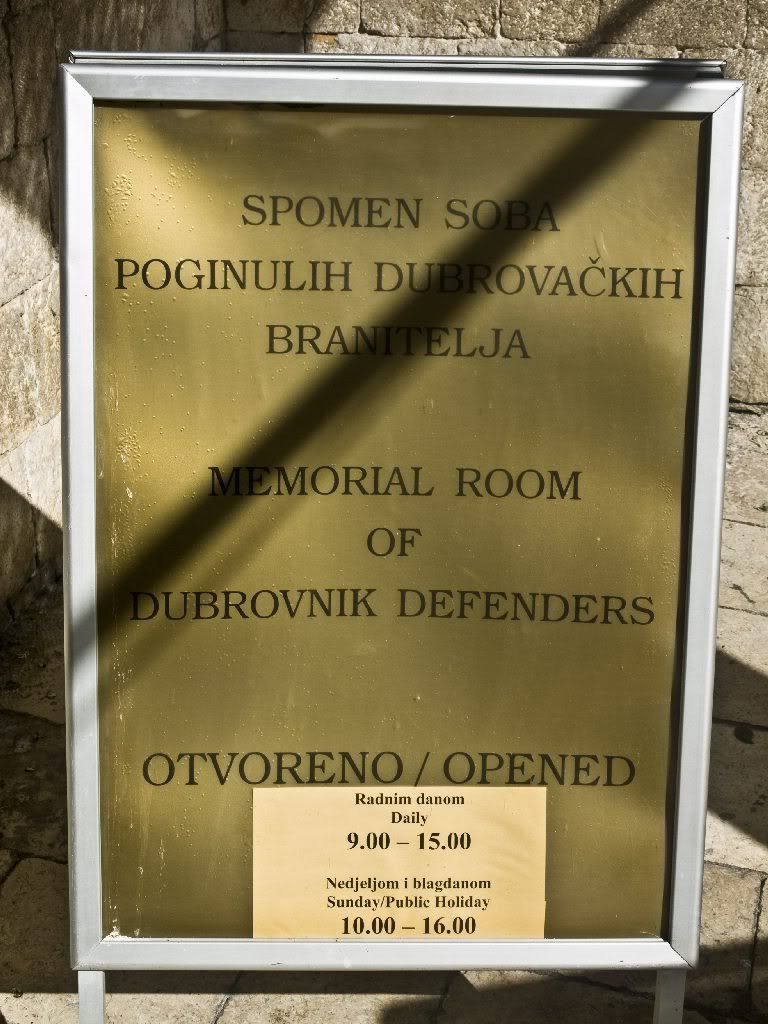 SPOMEN SOBA
POGINULIH DUBROVAČKIH
BRANITELJA
MEMORIAL ROOM
OF
DUBROVNIK DEFENDERS
OTVORENO / OPENED
Radnim danom
Daily
9.00 – 15.00
Nedjeljom i blagdanom
Sunday/Public Holiday
10.00 – 16.00